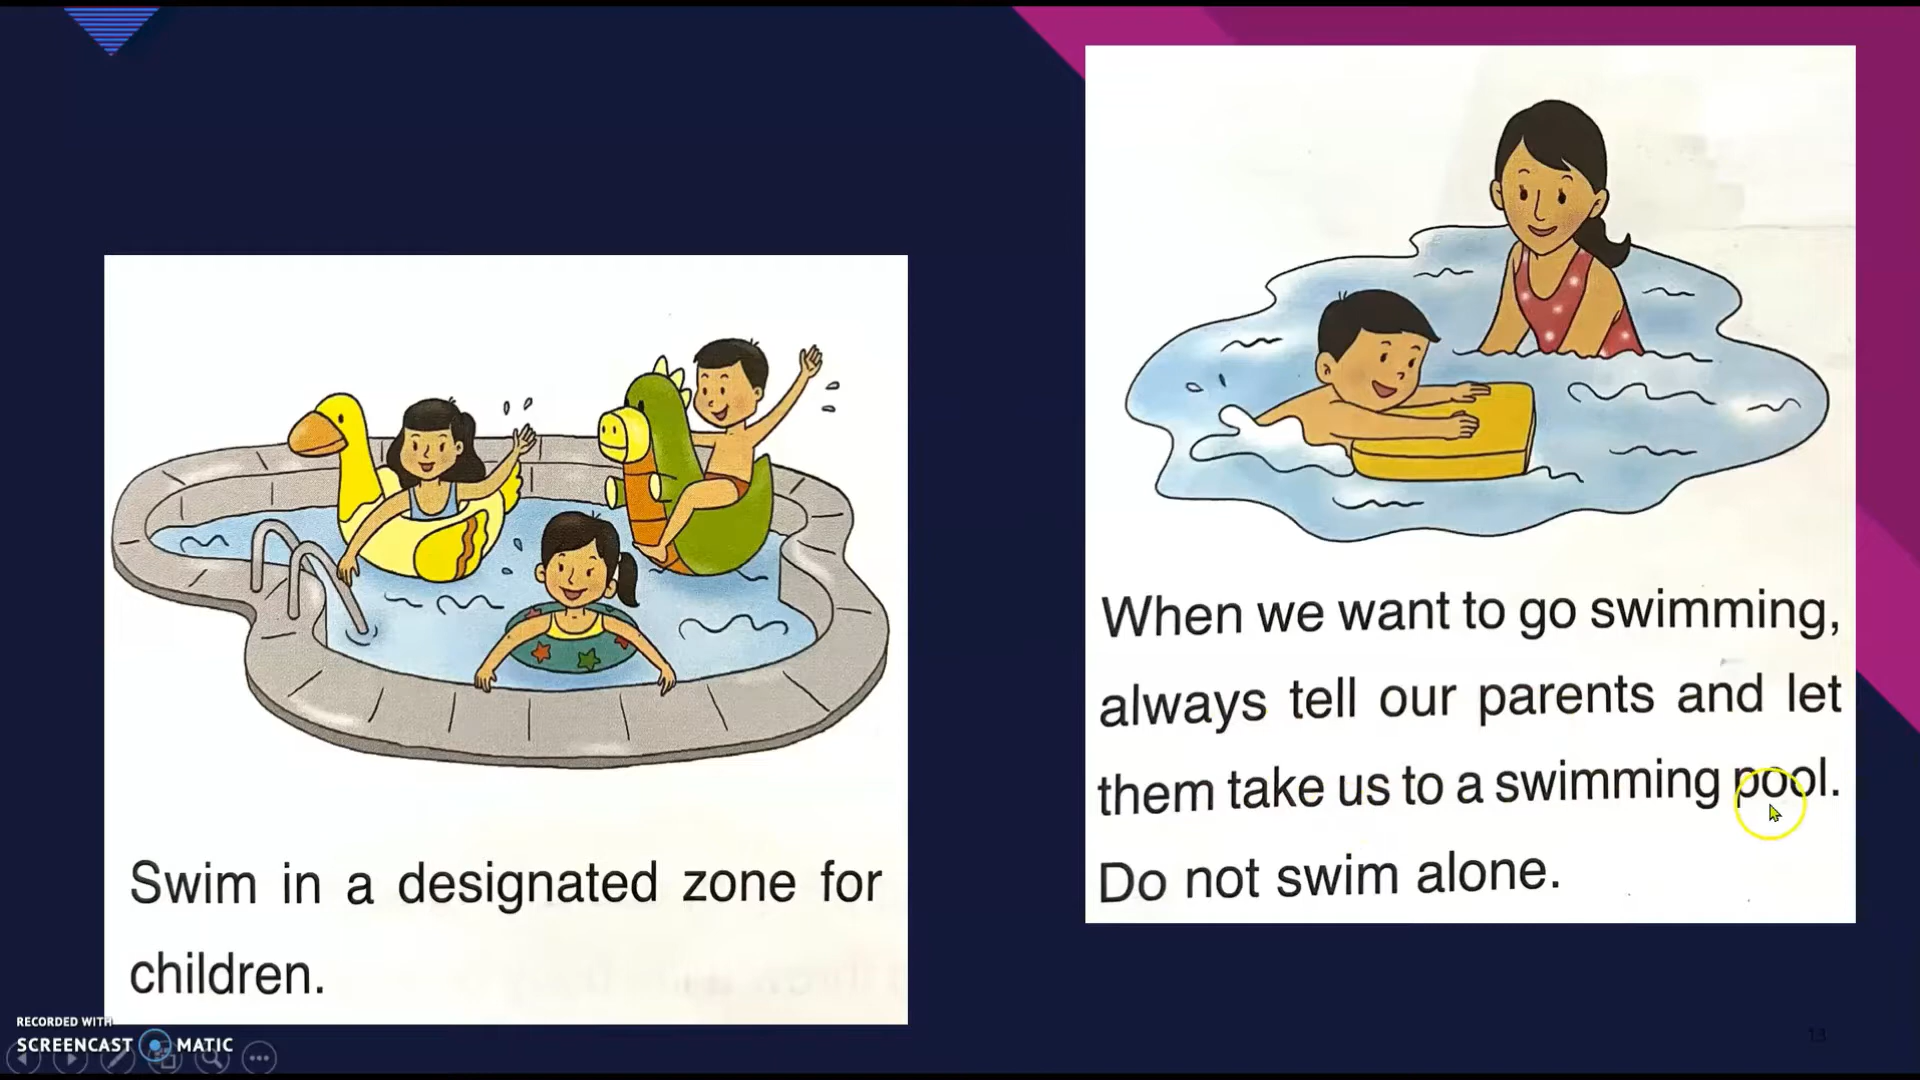 When we want to go swimming,
always tell our parents and let
them take us to a swimming pool.
Do not swim alone.
Swim in a designated zone for
children.
RECORDED WITH
SCREENCAST MATIC
13